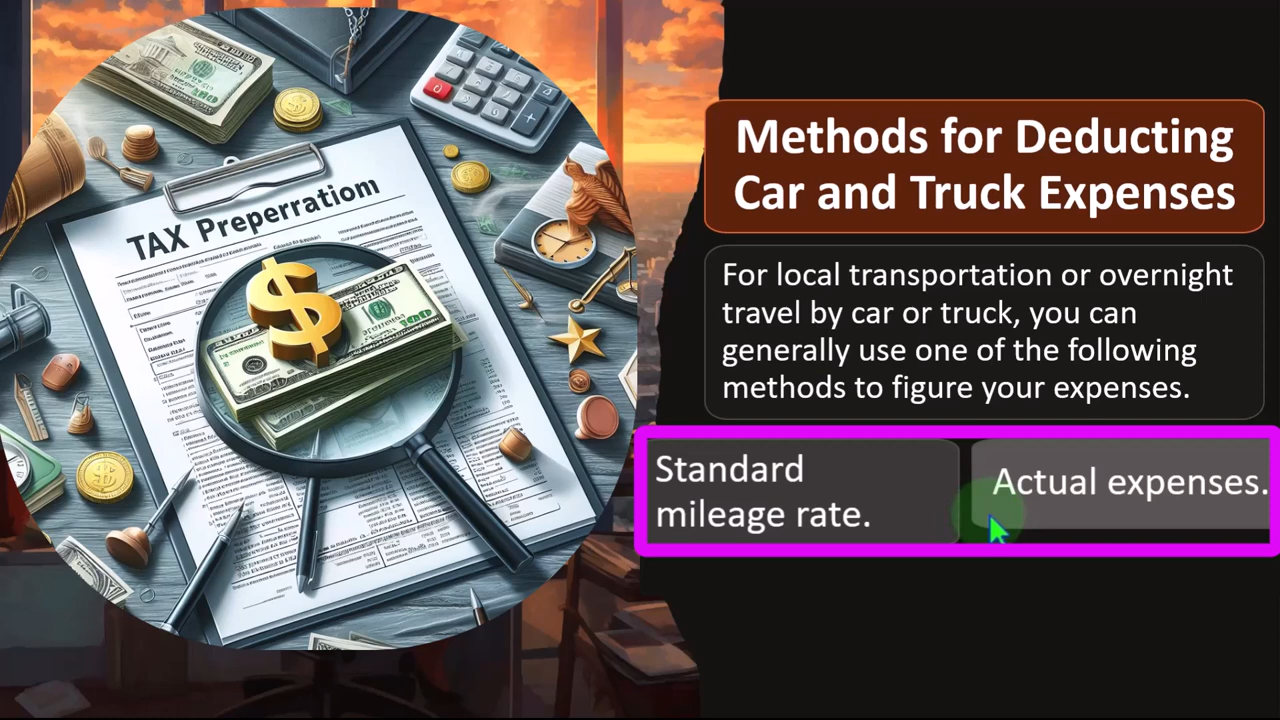 TAX Preperratiom
Methods for Deducting
Car and Truck Expenses
For local transportation or overnight
travel by car or truck, you can
generally use one of the following
methods to figure your expenses.
Standard
mileage rate.
Actual expenses.